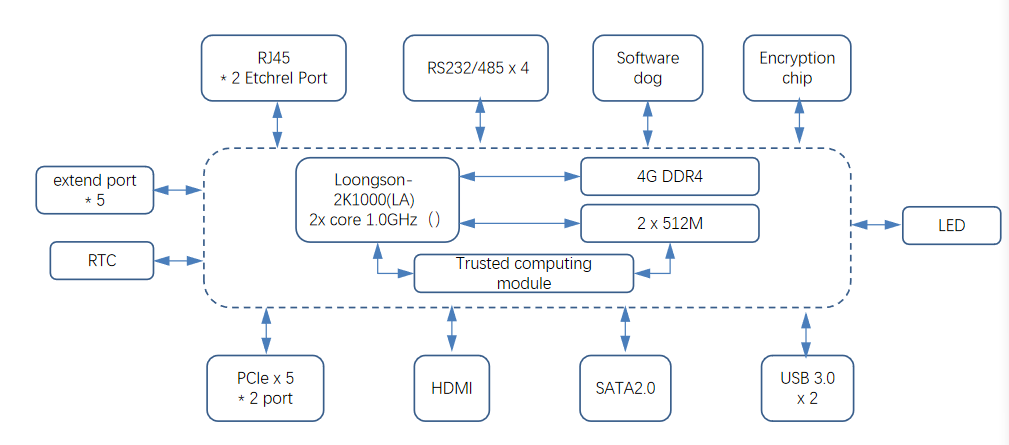 RJ45
* 2 Etchrel Port
RS232/485 x 4
Software
dog
Encryption
chip
extend port
* 5
Loongson-
2K1000(LA)
2x core 1.0GHz（）
4G DDR4
2 x 512M
LED
RTC
Trusted computing
module
PCIe x 5
* 2 port
HDMI
SATA2.0
USB 3.0
x 2